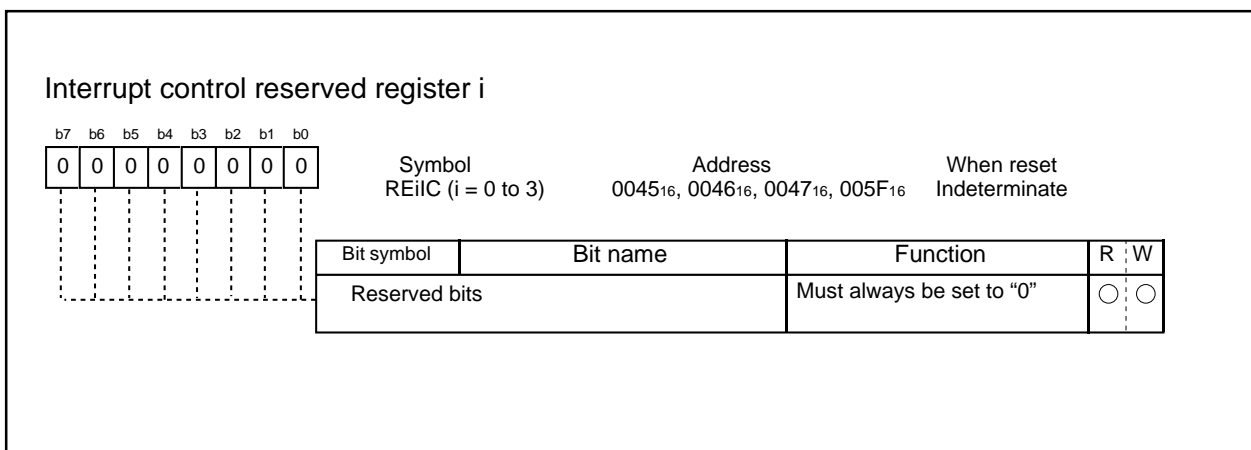 Interrupt control reserved register i
b7 b6 b5 b4 b3 b2 b1 b0
0 0 0 0 0 0 0 0
Symbol Address When reset
REiIC (i = 0 to 3) 004516, 004616, 004716, 005F16 Indeterminate
Bit symbol Bit name Function R W
Reserved bits Must always be set to “0” ○ ○